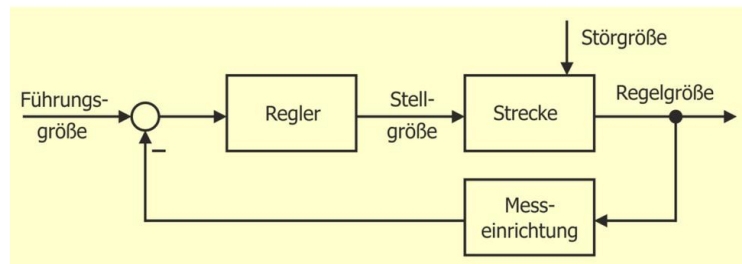 Störgröße
Führungs-
größe
Regler
Stell-
größe
Strecke
Regelgröße
–
Mess-
einrichtung